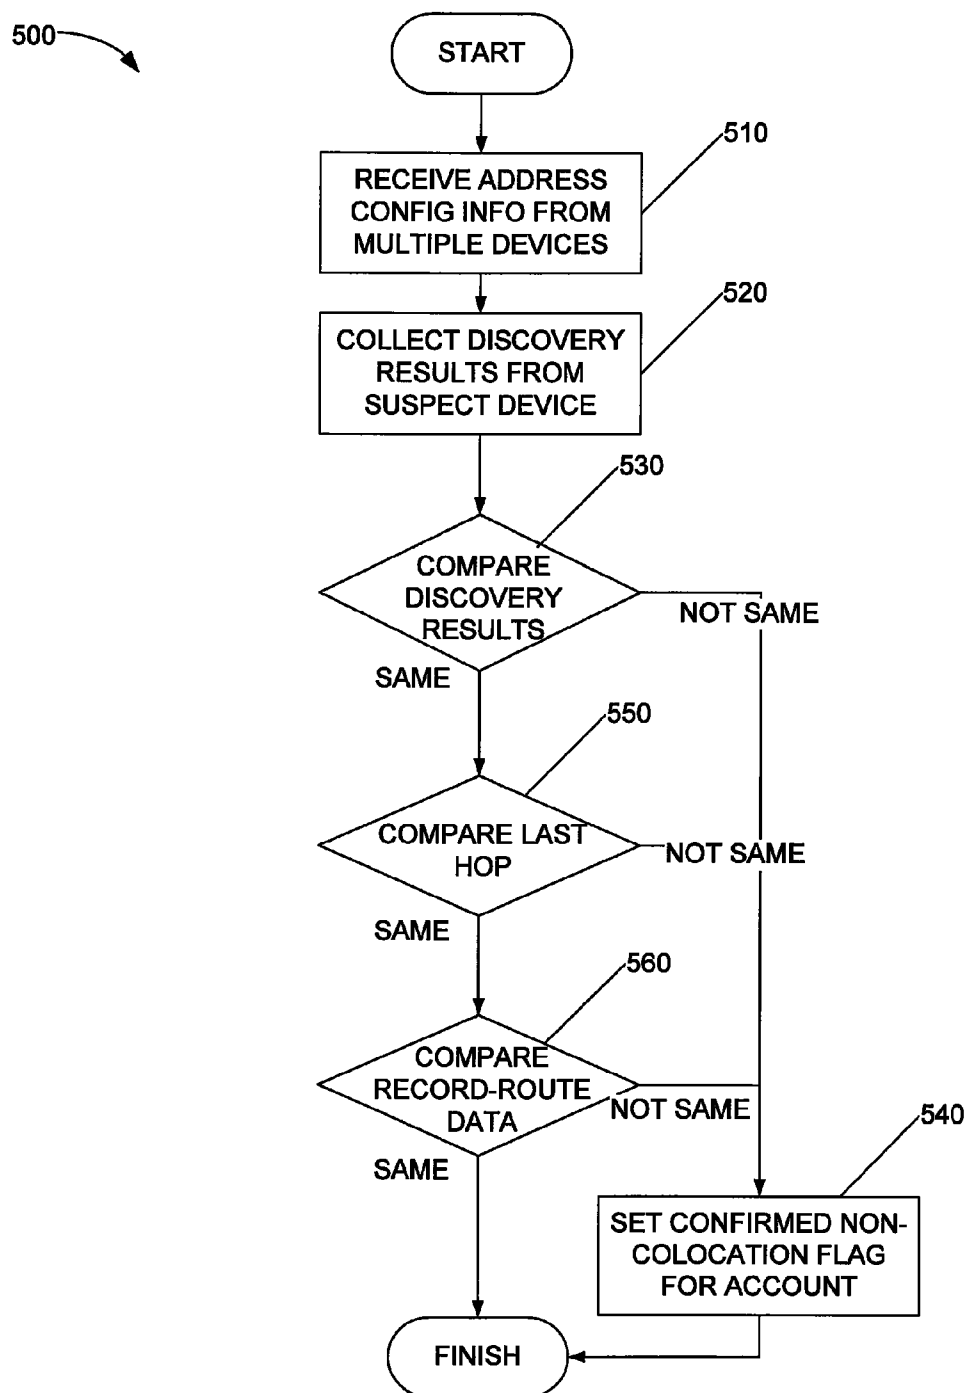 500
START
510
RECEIVE ADDRESS
CONFIG INFO FROM
MULTIPLE DEVICES
520
COLLECT DISCOVERY
RESULTS FROM
SUSPECT DEVICE
530
COMPARE
DISCOVERY
RESULTS
NOT SAME
SAME
550
COMPARE LAST
HOP
NOT SAME
SAME
560
COMPARE
RECORD-ROUTE
DATA
NOT SAME
SAME
540
SET CONFIRMED NON-
COLOCATION FLAG
FOR ACCOUNT
FINISH